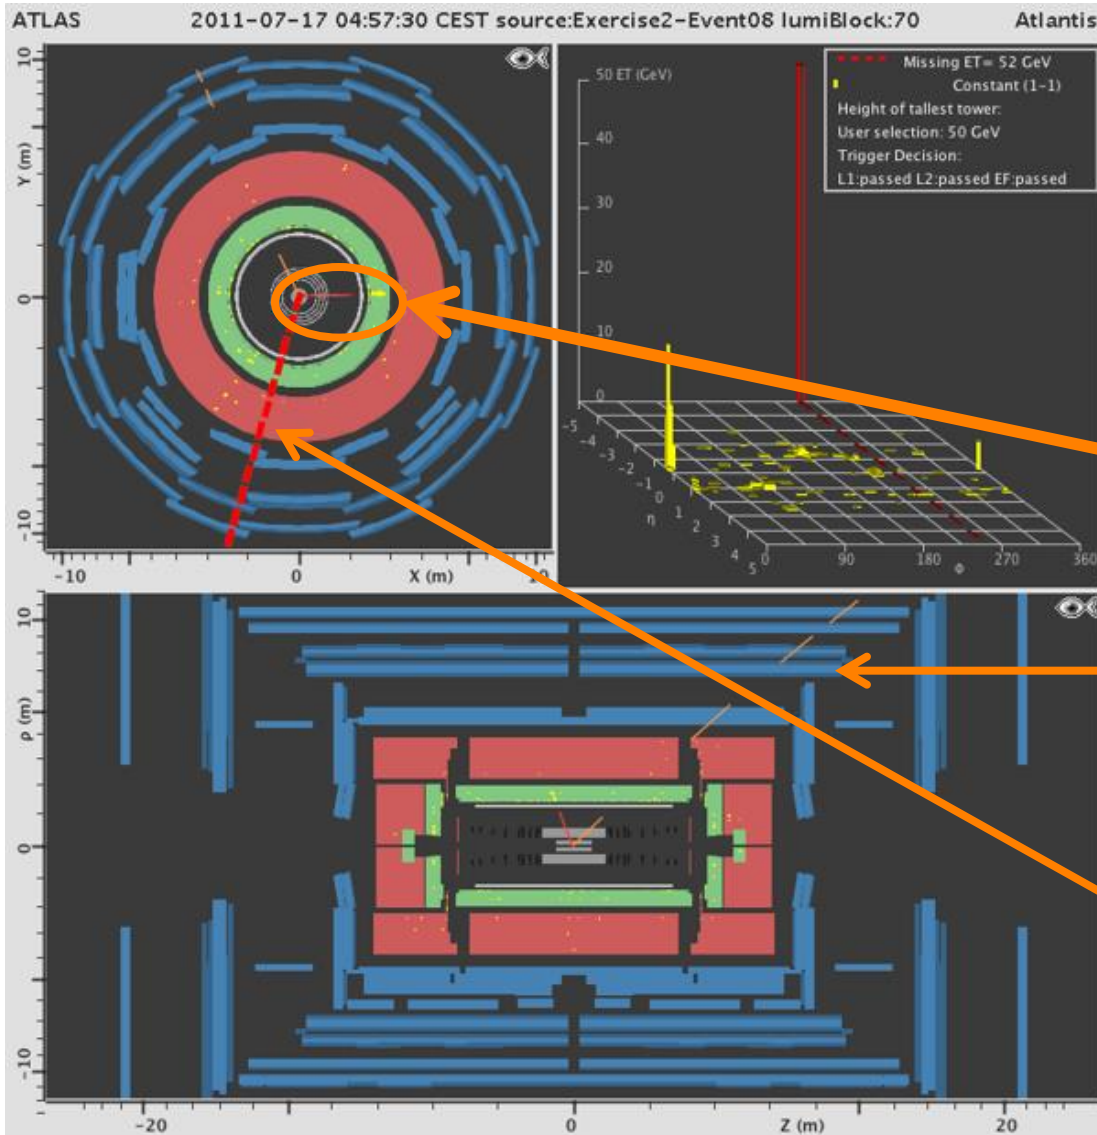 ATLAS 2011-07-17 04:57:30 CEST source:Exercise2-Event08 lumiBlock:70 Atlantis
10
Y (m)
0
-10
-10 0 X (m) 10
50 ET (GeV)
40
30
20
10
0
Missing ET= 52 GeV
Constant (1-1)
Height of tallest tower:
User selection: 50 GeV
Trigger Decision:
L1:passed L2:passed EF:passed
-5
-4
-3
-2
-1
0
1
2
3
4
5
η
0 90 180 270 360
Φ
10
ρ (m)
0
-10
-20 0 Z (m) 20